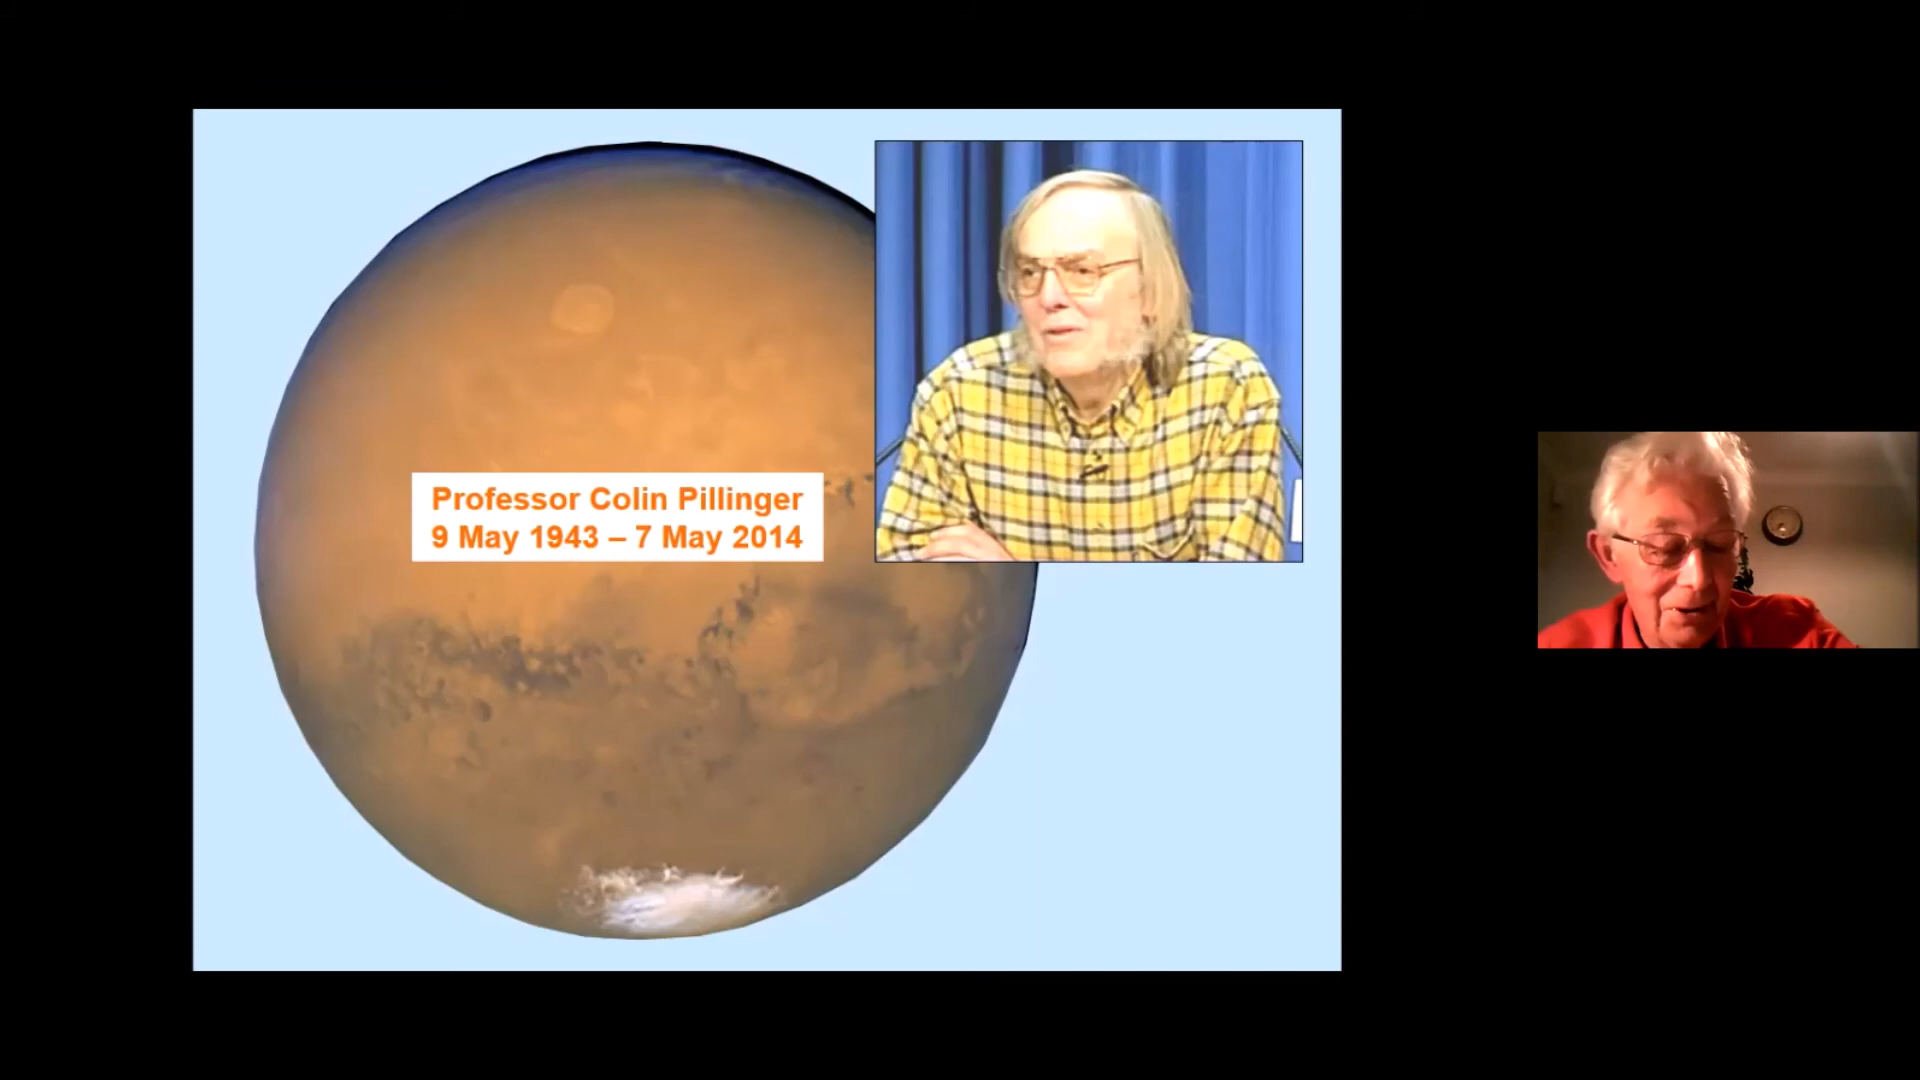 Professor Colin Pillinger
9 May 1943 – 7 May 2014